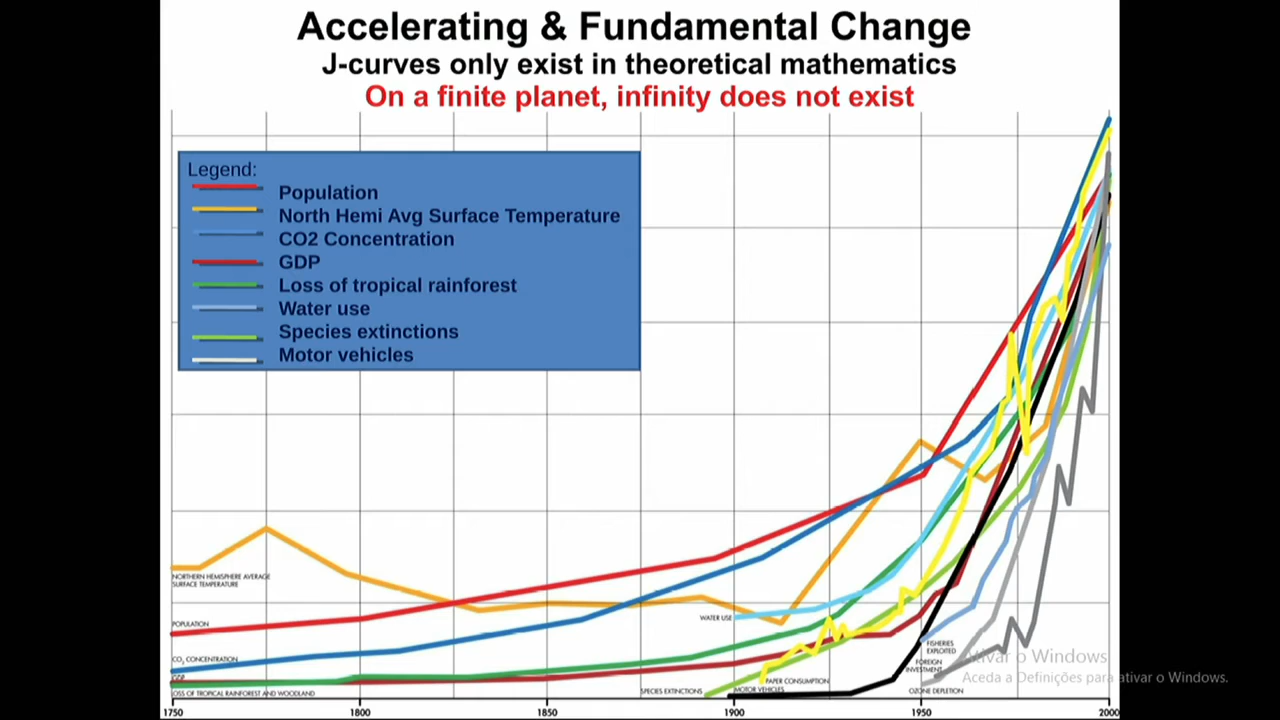 Accelerating & Fundamental Change
J-curves only exist in theoretical mathematics
On a finite planet, infinity does not exist
Legend:
Population
North Hemi Avg Surface Temperature
CO2 Concentration
GDP
Loss of tropical rainforest
Water use
Species extinctions
Motor vehicles
NORTHERN HEMISPHERE AVERAGE
SURFACE TEMPERATURE
POPULATION
CO₂ CONCENTRATION
GDP
LOSS OF TROPICAL RAINFOREST AND WOODLAND
WATER USE
SPECIES EXTINCTIONS
PAPER CONSUMPTION
MOTOR VEHICLES
FISHERIES
EXPLOITED
FOREIGN
INVESTMENT
OZONE DEPLETION
Ativar o Windows
Aceda a Definições para ativar o Windows.
1750 1800 1850 1900 1950 2000